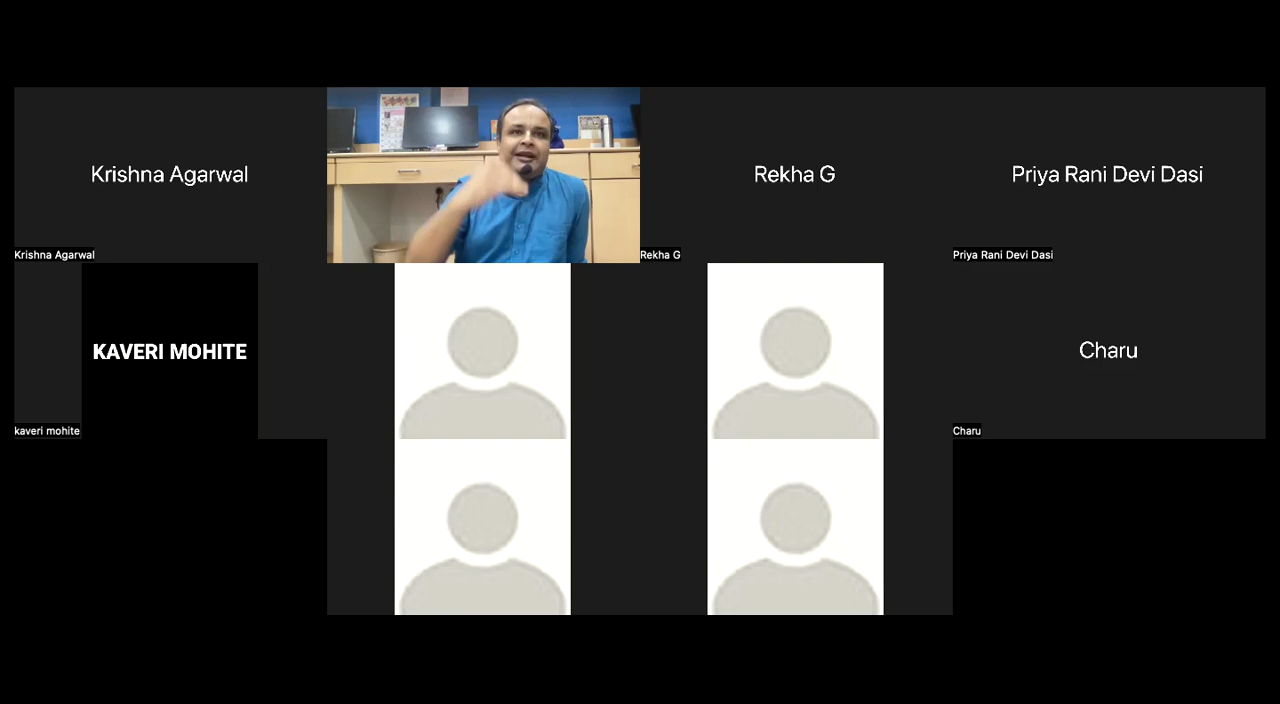 Krishna Agarwal
Rekha G
Priya Rani Devi Dasi
Krishna Agarwal
Rekha G
Priya Rani Devi Dasi
KAVERI MOHITE
Charu
kaveri mohite
Charu